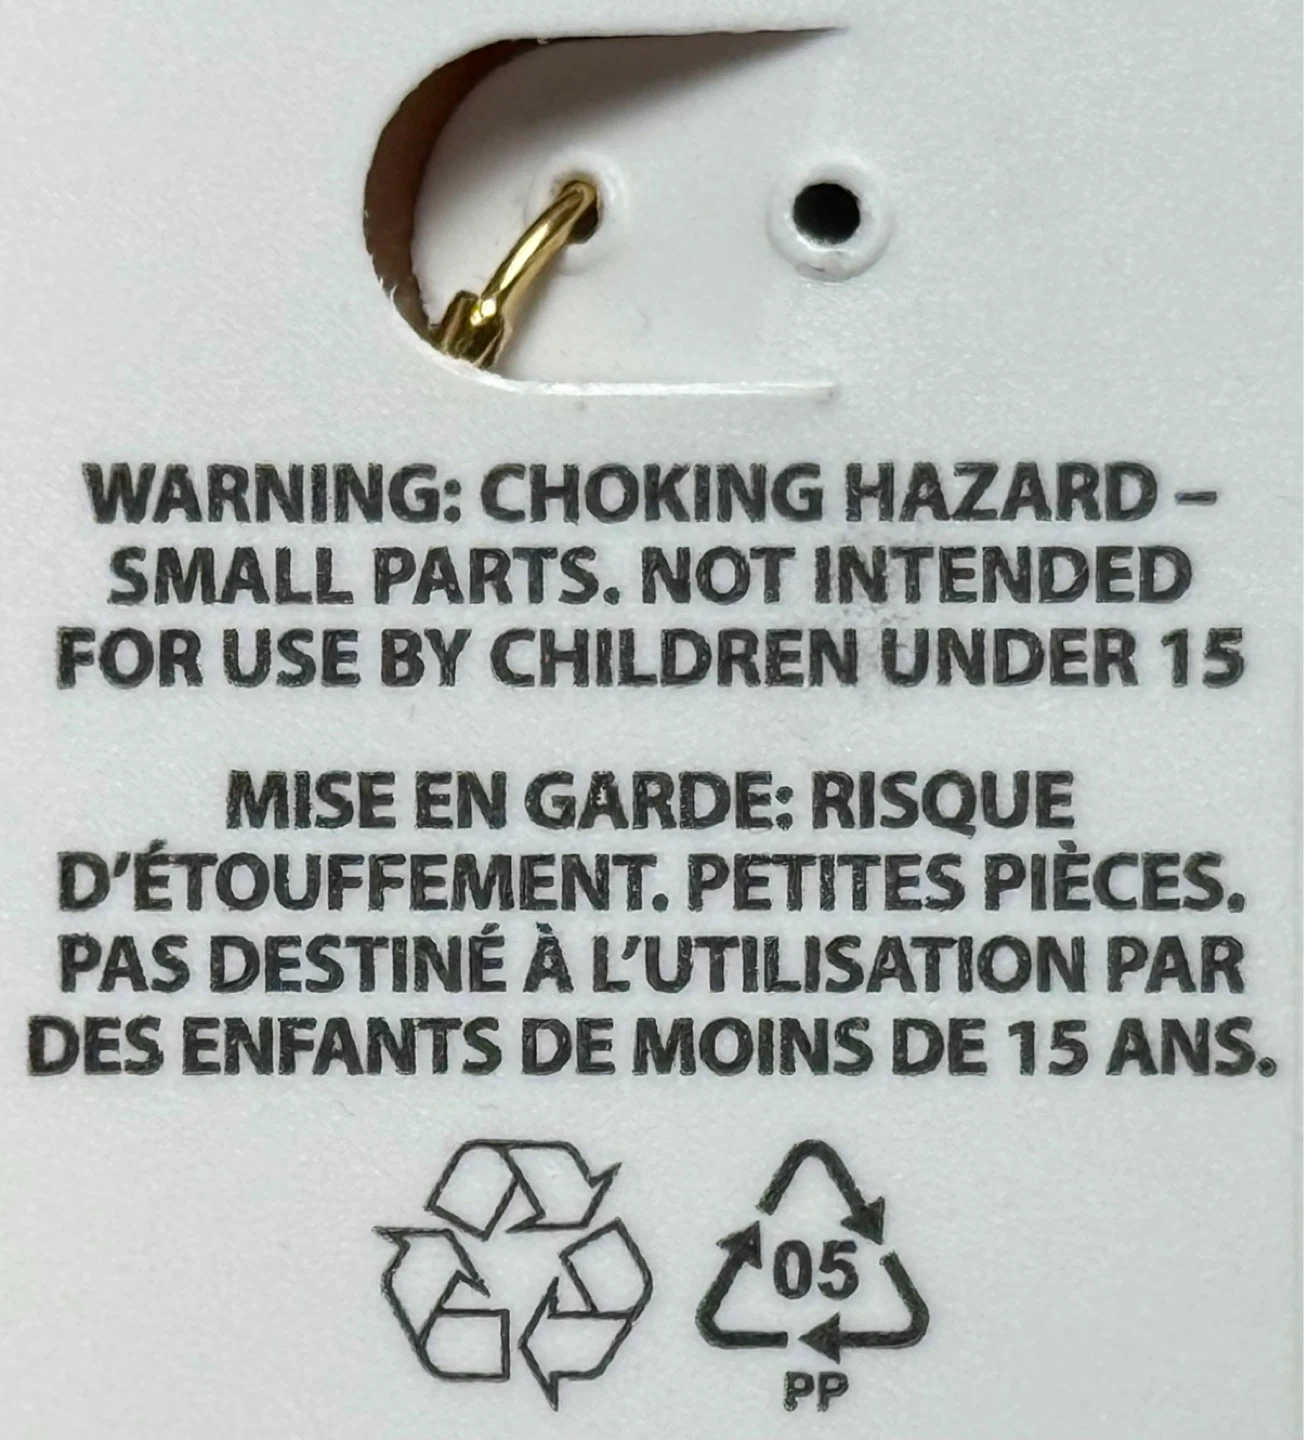 WARNING: CHOKING HAZARD –
SMALL PARTS. NOT INTENDED
FOR USE BY CHILDREN UNDER 15
MISE EN GARDE: RISQUE
D’ÉTOUFFEMENT. PETITES PIÈCES.
PAS DESTINÉ À L’UTILISATION PAR
DES ENFANTS DE MOINS DE 15 ANS.
05
PP